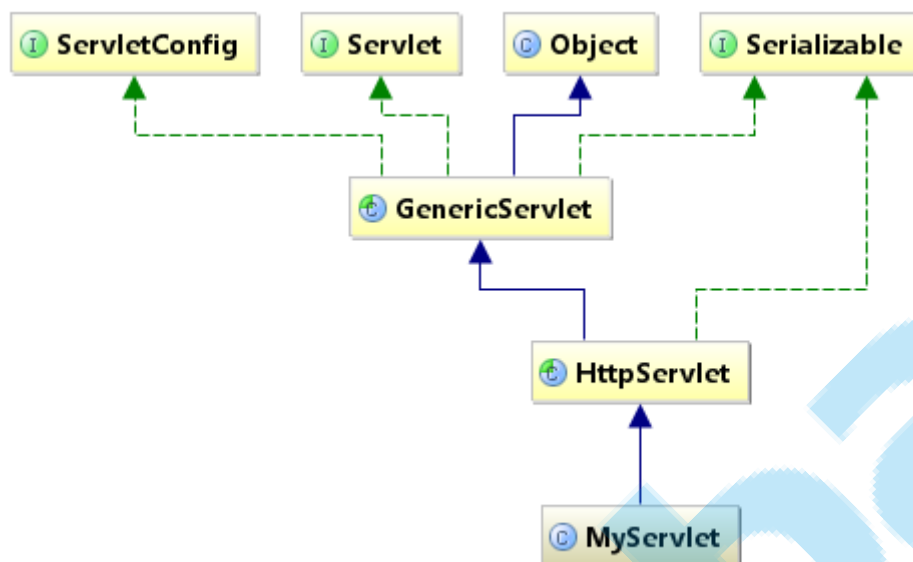 I ServletConfig
I Servlet
C Object
I Serializable
C GenericServlet
C HttpServlet
C MyServlet